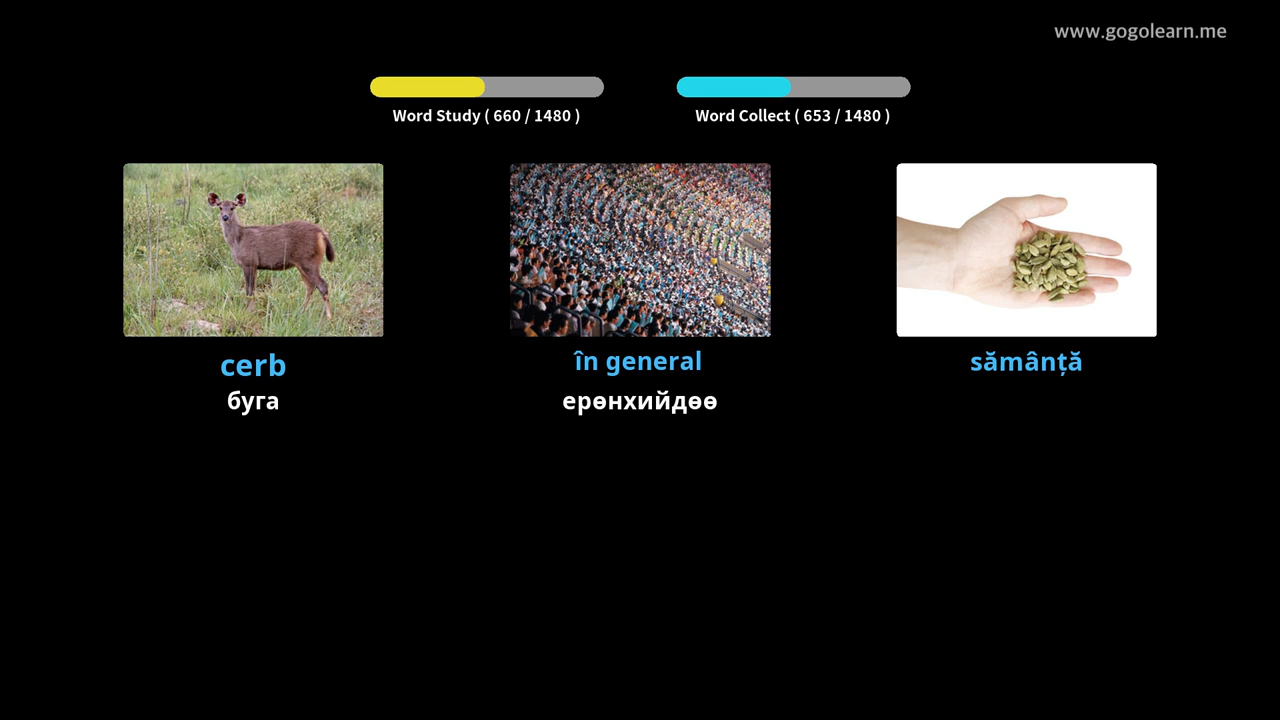 www.gogolearn.me
Word Study ( 660 / 1480 )
Word Collect ( 653 / 1480 )
cerb
буга
în general
ерөнхийдөө
sămânță